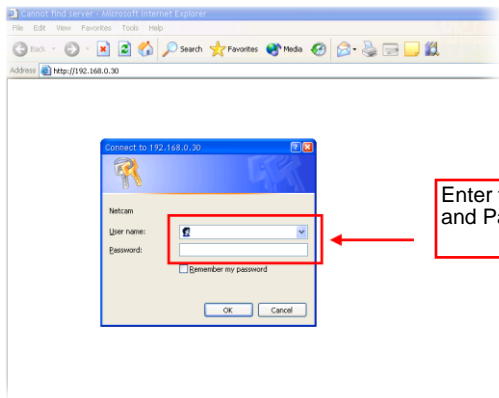 Cannot find server - Microsoft Internet Explorer
File Edit View Favorites Tools Help
Back Search Favorites Media
Address http://192.168.0.30
Connect to 192.168.0.30
Netcam
User name:
Password:
Remember my password
OK Cancel
Enter
and